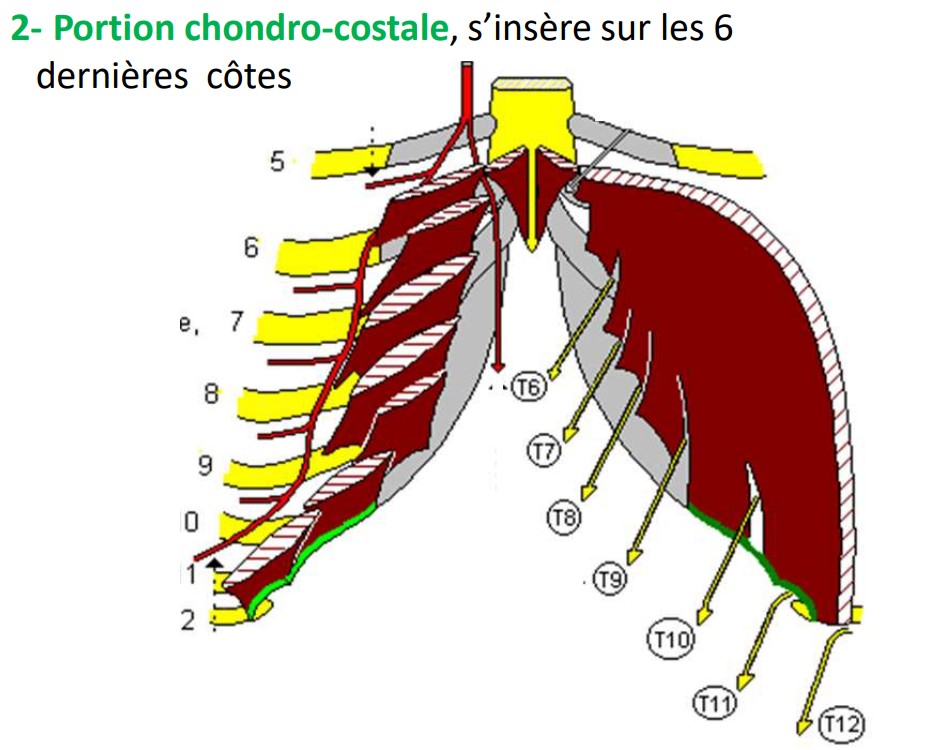 2- Portion chondro-costale, s’insère sur les 6
dernières côtes
5
6
e, 7
8
9
0
1
2
T6
T7
T8
T9
T10
T11
T12